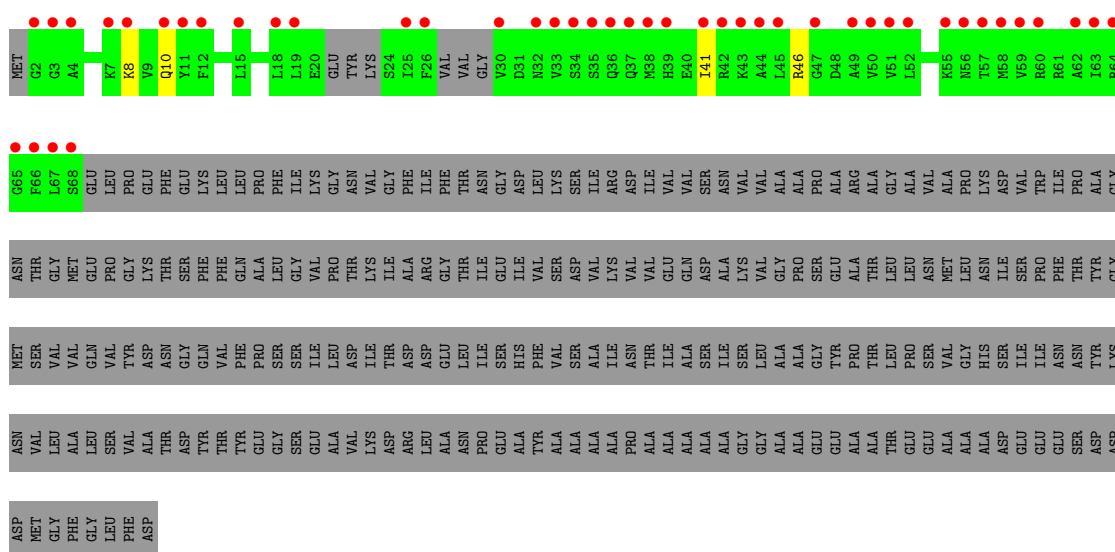 MET G2 G3 A4 K7 K8 V9 Q10 Y11 F12 L15 L18 L19 E20 GLU TYR LYS S24 I25 F26 VAL VAL GLY V30 D31 N32 V33 S34 S35 Q36 Q37 M38 H39 E40 I41 R42 K43 A44 L45 R46 G47 D48 A49 V50 V51 L52 K55 N56 T57 M58 V59 R60 R61 A62 I63 R64
G65 F66 L67 S68 GLU LEU PRO GLU PHE GLU LYS LEU LEU PRO PHE ILE LYS GLY ASN VAL GLY PHE ILE PHE THR ASN GLY ASP LEU LYS SER ILE ARG ASP ILE VAL VAL SER ASN VAL VAL ALA ALA PRO ALA ARG ALA GLY ALA VAL ALA PRO LYS ASP VAL TRP ILE PRO ALA GLY
ASN THR GLY MET GLU PRO GLY LYS THR SER PHE PHE GLN ALA LEU GLY VAL PRO THR LYS ILE ALA ARG GLY THR ILE GLU ILE VAL SER ASP VAL LYS VAL VAL GLU GLN ASP ALA LYS VAL GLY PRO SER GLU ALA THR LEU LEU ASN MET LEU ASN ILE SER PRO PHE THR TYR GLY
MET SER VAL VAL GLN VAL TYR ASP ASN GLY GLN VAL PHE PRO SER SER ILE LEU ASP ILE THR ASP ASP GLU LEU ILE SER HIS PHE VAL SER ALA ILE ASN THR ILE ALA SER ILE SER LEU ALA ALA GLY TYR PRO THR LEU PRO SER VAL GLY HIS SER ILE ILE ASN ASN TYR LYS
ASN VAL LEU ALA LEU SER VAL ALA THR ASP TYR THR TYR GLU GLY SER GLU ALA VAL LYS ASP ARG LEU ALA ASN PRO GLU ALA TYR ALA ALA ALA ALA PRO ALA ALA ALA ALA ALA GLY GLY ALA ALA GLU GLU ALA ALA THR GLU GLU ALA ALA ALA ASP GLU GLU GLU SER ASP ASP
ASP MET GLY PHE GLY LEU PHE ASP